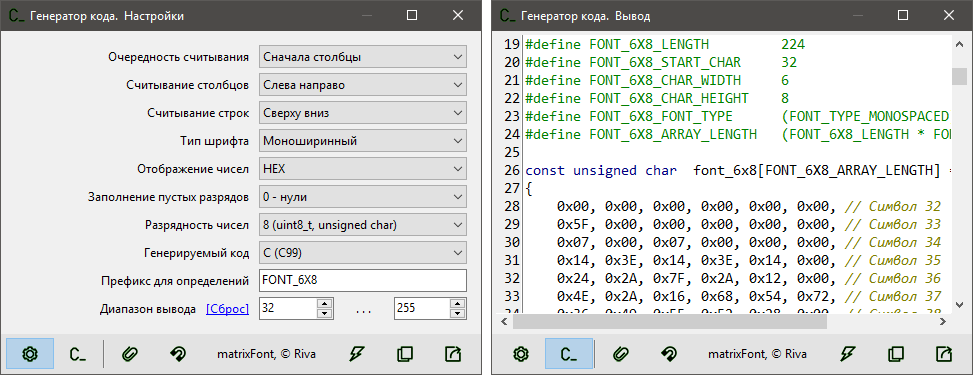 C_ Генератор кода. Настройки
Очередность считывания Сначала столбцы
Считывание столбцов Слева направо
Считывание строк Сверху вниз
Тип шрифта Моноширинный
Отображение чисел HEX
Заполнение пустых разрядов 0 - нули
Разрядность чисел 8 (uint8_t, unsigned char)
Генерируемый код C (C99)
Префикс для определений FONT_6X8
Диапазон вывода [Сброс] 32 ... 255
C_ matrixFont, © Riva
C_ Генератор кода. Вывод
19 #define FONT_6X8_LENGTH 224
20 #define FONT_6X8_START_CHAR 32
21 #define FONT_6X8_CHAR_WIDTH 6
22 #define FONT_6X8_CHAR_HEIGHT 8
23 #define FONT_6X8_FONT_TYPE (FONT_TYPE_MONOSPACED
24 #define FONT_6X8_ARRAY_LENGTH (FONT_6X8_LENGTH * FON
25
26 const unsigned char font_6x8[FONT_6X8_ARRAY_LENGTH] =
27 {
28 0x00, 0x00, 0x00, 0x00, 0x00, 0x00, // Символ 32
29 0x5F, 0x00, 0x00, 0x00, 0x00, 0x00, // Символ 33
30 0x07, 0x00, 0x07, 0x00, 0x00, 0x00, // Символ 34
31 0x14, 0x3E, 0x14, 0x3E, 0x14, 0x00, // Символ 35
32 0x24, 0x2A, 0x7F, 0x2A, 0x12, 0x00, // Символ 36
33 0x4E, 0x2A, 0x16, 0x68, 0x54, 0x72, // Символ 37
C_ matrixFont, © Riva